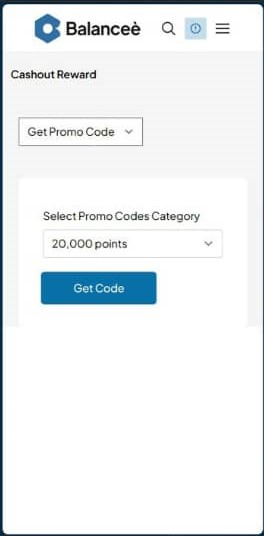 Balanceè
Cashout Reward
Get Promo Code
Select Promo Codes Category
20,000 points
Get Code